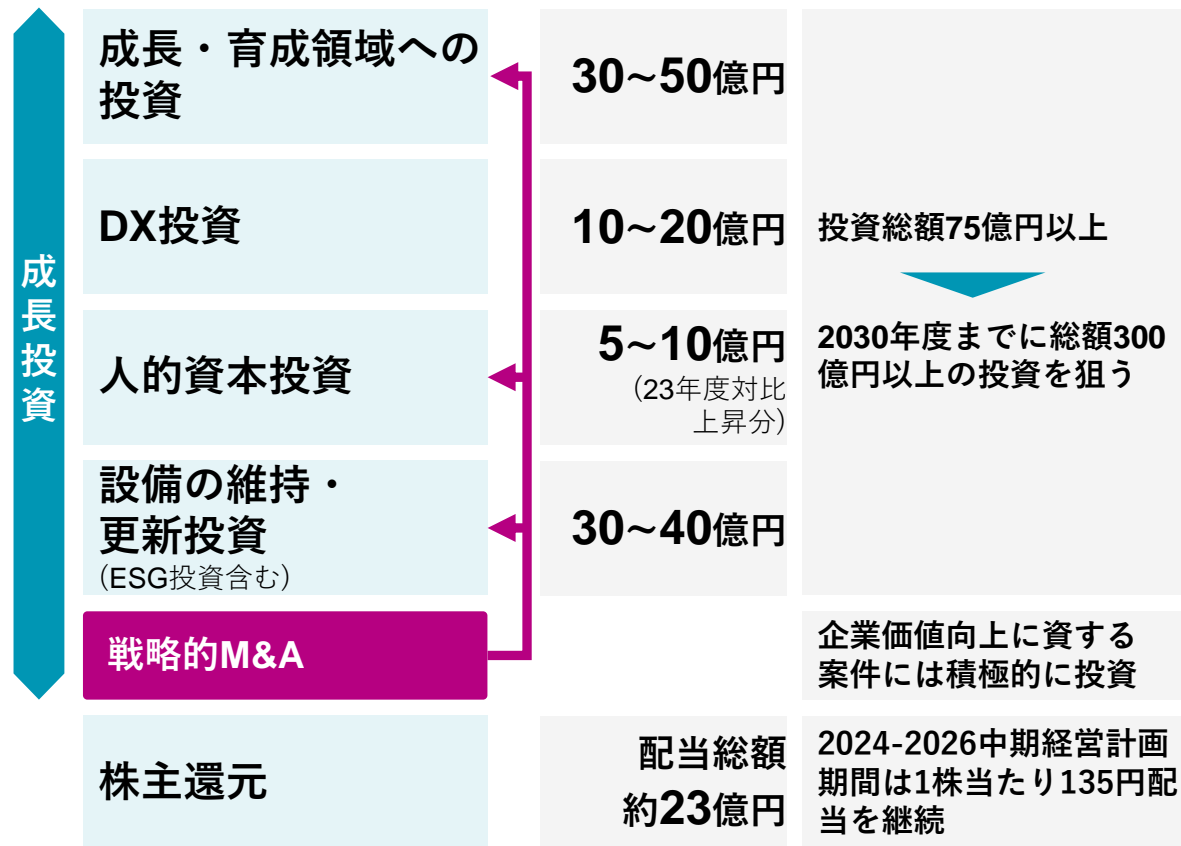 成長投資
成長・育成領域への
投資
30～50億円
DX投資
10～20億円
人的資本投資
5～10億円
（23年度対比
上昇分）
設備の維持・
更新投資
（ESG投資含む）
30～40億円
投資総額75億円以上
2030年度までに総額300
億円以上の投資を狙う
戦略的M&A
企業価値向上に資する
案件には積極的に投資
株主還元
配当総額
約23億円
2024-2026中期経営計画
期間は1株当たり135円配
当を継続